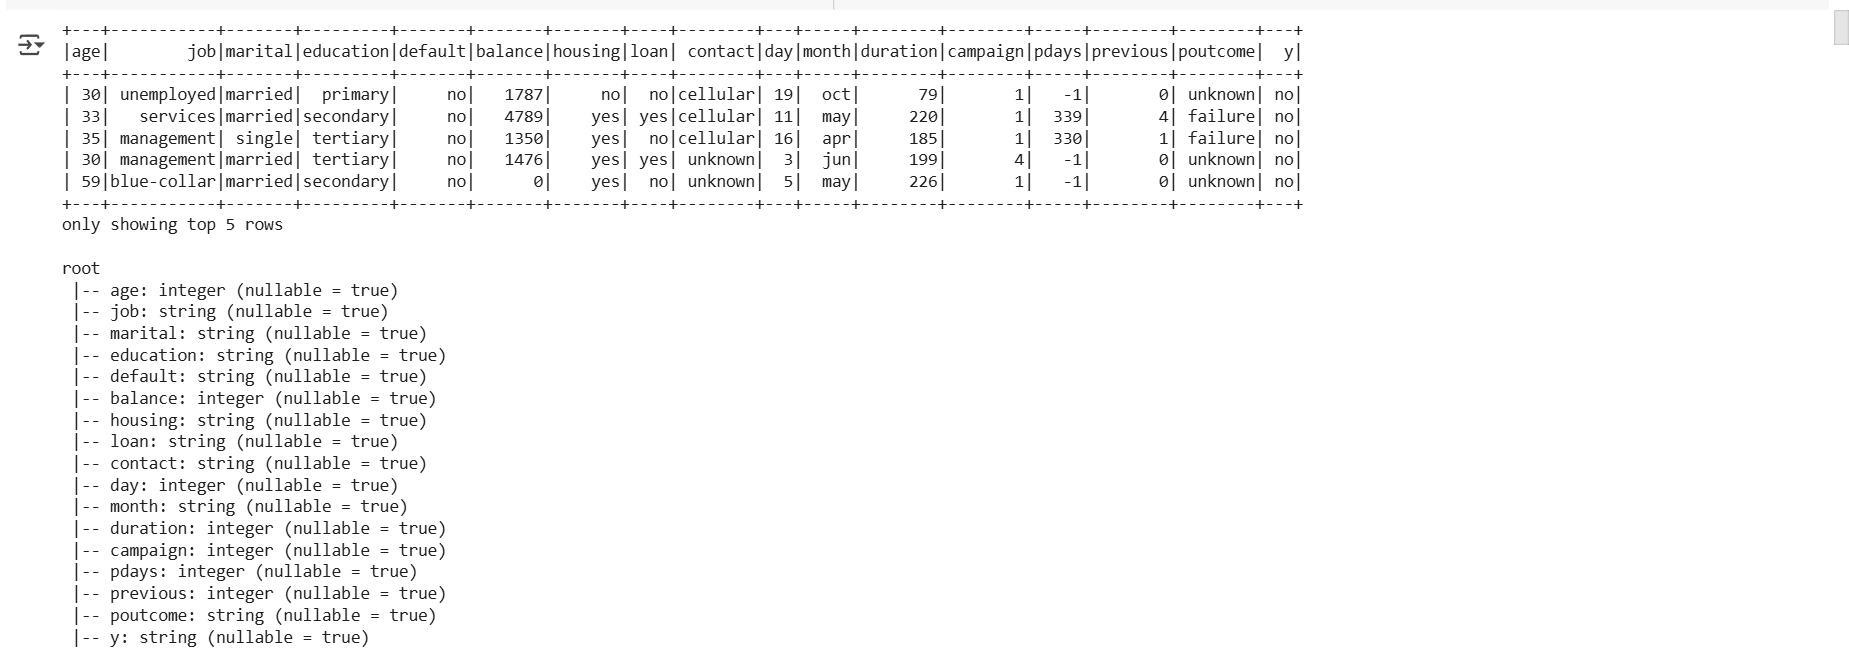 +---+-----------+-------+---------+-------+-------+-------+----+--------+---+-----+--------+--------+-----+--------+--------+---+
|age|        job|marital|education|default|balance|housing|loan| contact|day|month|duration|campaign|pdays|previous|poutcome|  y|
+---+-----------+-------+---------+-------+-------+-------+----+--------+---+-----+--------+--------+-----+--------+--------+---+
| 30| unemployed|married|  primary|     no|   1787|     no|  no|cellular| 19|  oct|      79|       1|   -1|       0| unknown| no|
| 33|   services|married|secondary|     no|   4789|    yes| yes|cellular| 11|  may|     220|       1|  339|       4| failure| no|
| 35| management| single| tertiary|     no|   1350|    yes|  no|cellular| 16|  apr|     185|       1|  330|       1| failure| no|
| 30| management|married| tertiary|     no|   1476|    yes| yes| unknown|  3|  jun|     199|       4|   -1|       0| unknown| no|
| 59|blue-collar|married|secondary|     no|      0|    yes|  no| unknown|  5|  may|     226|       1|   -1|       0| unknown| no|
+---+-----------+-------+---------+-------+-------+-------+----+--------+---+-----+--------+--------+-----+--------+--------+---+
only showing top 5 rows

root
 |-- age: integer (nullable = true)
 |-- job: string (nullable = true)
 |-- marital: string (nullable = true)
 |-- education: string (nullable = true)
 |-- default: string (nullable = true)
 |-- balance: integer (nullable = true)
 |-- housing: string (nullable = true)
 |-- loan: string (nullable = true)
 |-- contact: string (nullable = true)
 |-- day: integer (nullable = true)
 |-- month: string (nullable = true)
 |-- duration: integer (nullable = true)
 |-- campaign: integer (nullable = true)
 |-- pdays: integer (nullable = true)
 |-- previous: integer (nullable = true)
 |-- poutcome: string (nullable = true)
 |-- y: string (nullable = true)